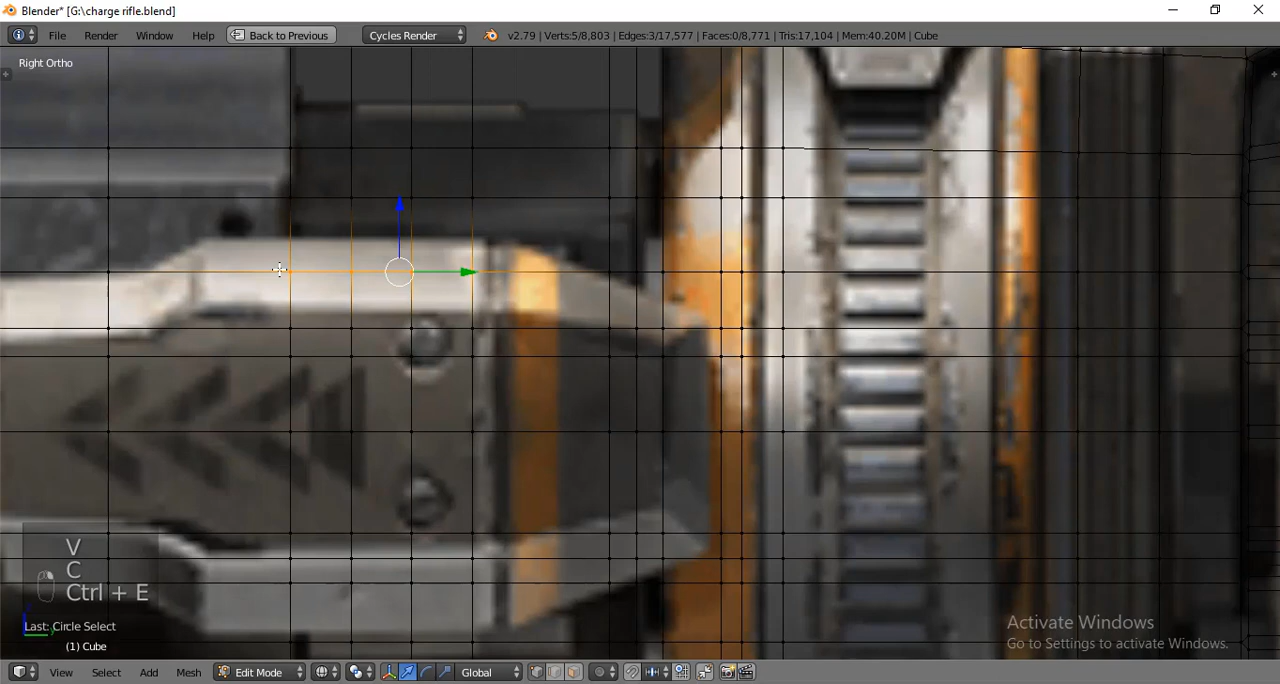 Blender* [G:\charge rifle.blend]
File Render Window Help Back to Previous Cycles Render v2.79 | Verts:5/8,803 | Edges:3/17,577 | Faces:0/8,771 | Tris:17,104 | Mem:40.20M | Cube
Right Ortho
V
C
Ctrl + E
Last: Circle Select
(1) Cube
Activate Windows
Go to Settings to activate Windows.
View Select Add Mesh Edit Mode Global